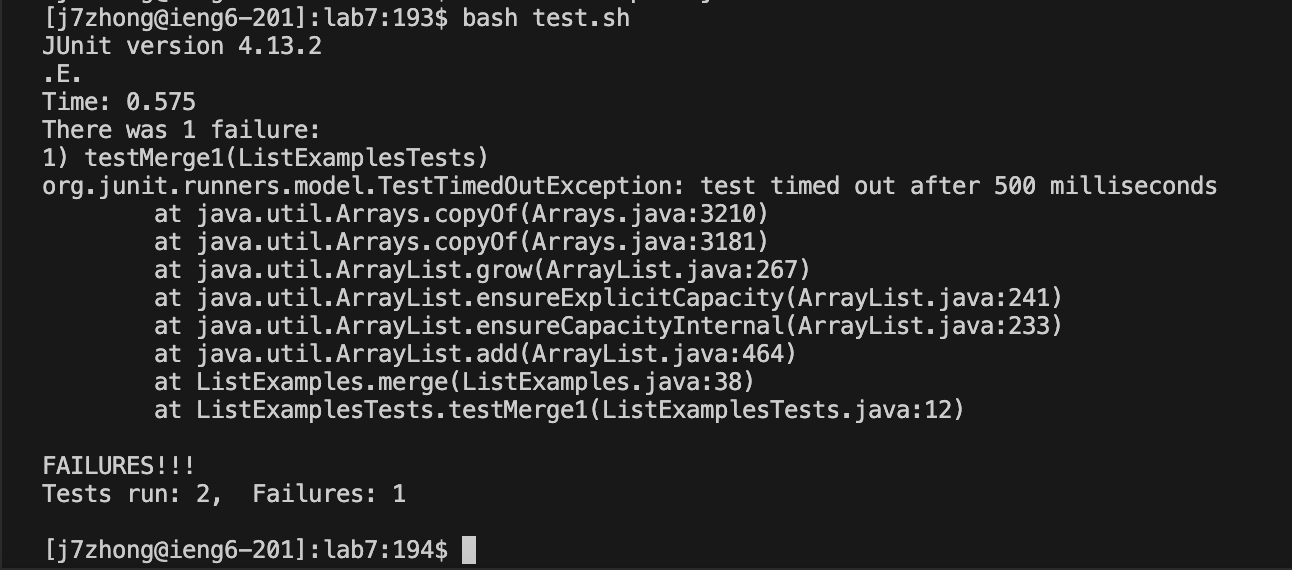 [j7zhong@ieng6-201]:lab7:193$ bash test.sh
JUnit version 4.13.2
.E.
Time: 0.575
There was 1 failure:
1) testMerge1(ListExamplesTests)
org.junit.runners.model.TestTimedOutException: test timed out after 500 milliseconds
        at java.util.Arrays.copyOf(Arrays.java:3210)
        at java.util.Arrays.copyOf(Arrays.java:3181)
        at java.util.ArrayList.grow(ArrayList.java:267)
        at java.util.ArrayList.ensureExplicitCapacity(ArrayList.java:241)
        at java.util.ArrayList.ensureCapacityInternal(ArrayList.java:233)
        at java.util.ArrayList.add(ArrayList.java:464)
        at ListExamples.merge(ListExamples.java:38)
        at ListExamplesTests.testMerge1(ListExamplesTests.java:12)

FAILURES!!!
Tests run: 2,  Failures: 1

[j7zhong@ieng6-201]:lab7:194$